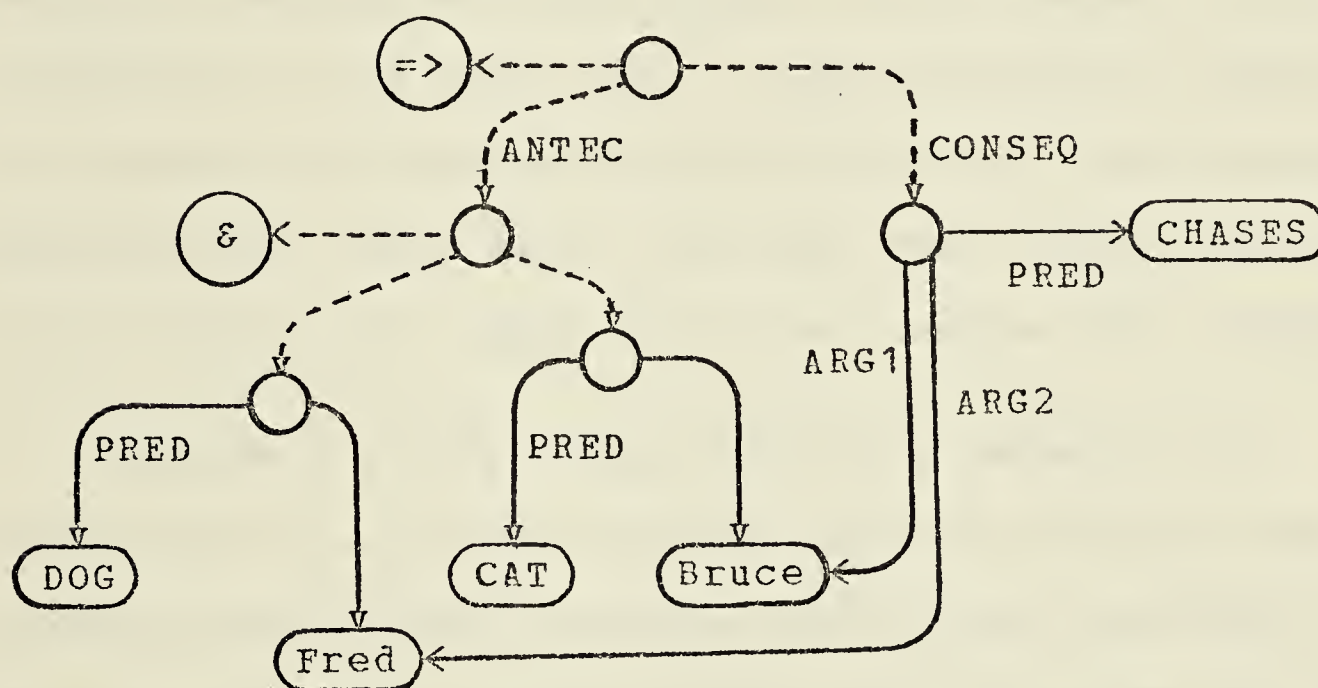 =>
ANTEC
CONSEQ
&
CHASES
PRED
ARG1
ARG2
PRED
PRED
DOG
CAT
Bruce
Fred